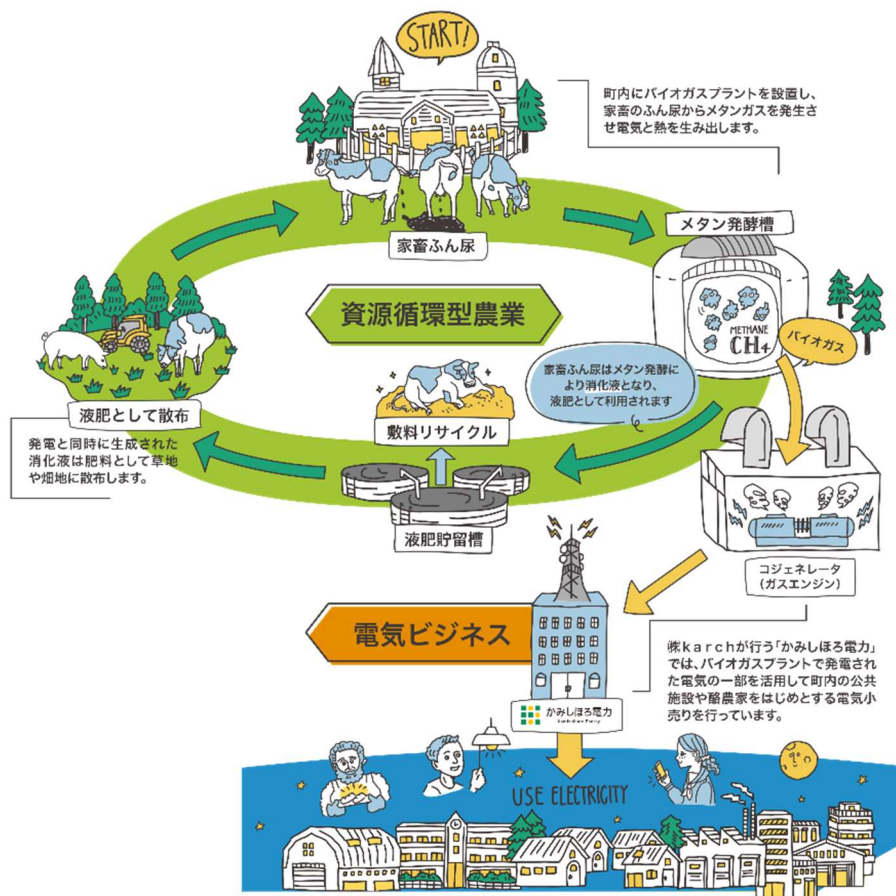 START!
町内にバイオガスプラントを設置し、
家畜のふん尿からメタンガスを発生さ
せ電気と熱を生み出します。
メタン発酵槽
家畜ふん尿
METHANE
CH4
バイオガス
資源循環型農業
家畜ふん尿はメタン発酵に
より消化液となり、
液肥として利用されます
敷料リサイクル
液肥として散布
発電と同時に生成された
消化液は肥料として草地
や畑地に散布します。
液肥貯留槽
コジェネレータ
(ガスエンジン)
電気ビジネス
㈱karchが行う「かみしほろ電力」
では、バイオガスプラントで発電され
た電気の一部を活用して町内の公共
施設や酪農家をはじめとする電気小
売りを行っています。
かみしほろ電力
USE ELECTRICITY